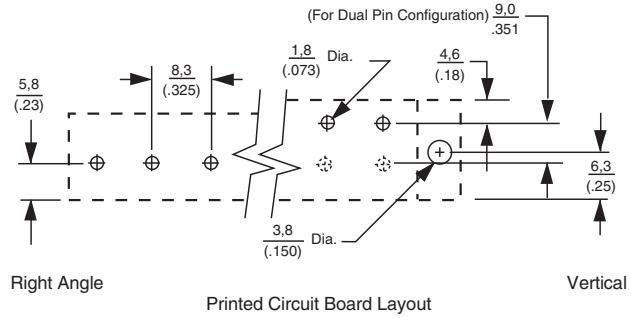 (For Dual Pin Configuration) 9,0
.351
1,8 Dia.
(.073)
4,6
(.18)
8,3
(.325)
5,8
(.23)
6,3
(.25)
3,8 Dia.
(.150)
Right Angle
Vertical
Printed Circuit Board Layout